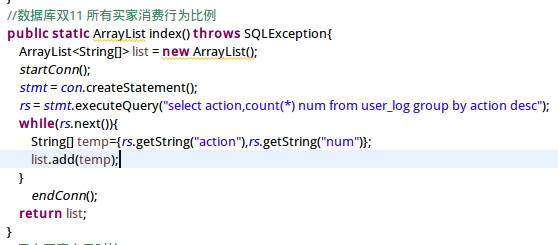 //数据库双11 所有买家消费行为比例
public static ArrayList index() throws SQLException{
ArrayList<String[]> list = new ArrayList();
startConn();
stmt = con.createStatement();
rs = stmt.executeQuery("select action,count(*) num from user_log group by action desc");
while(rs.next()){
String[] temp={rs.getString("action"),rs.getString("num")};
list.add(temp);
}
endConn();
return list;
}